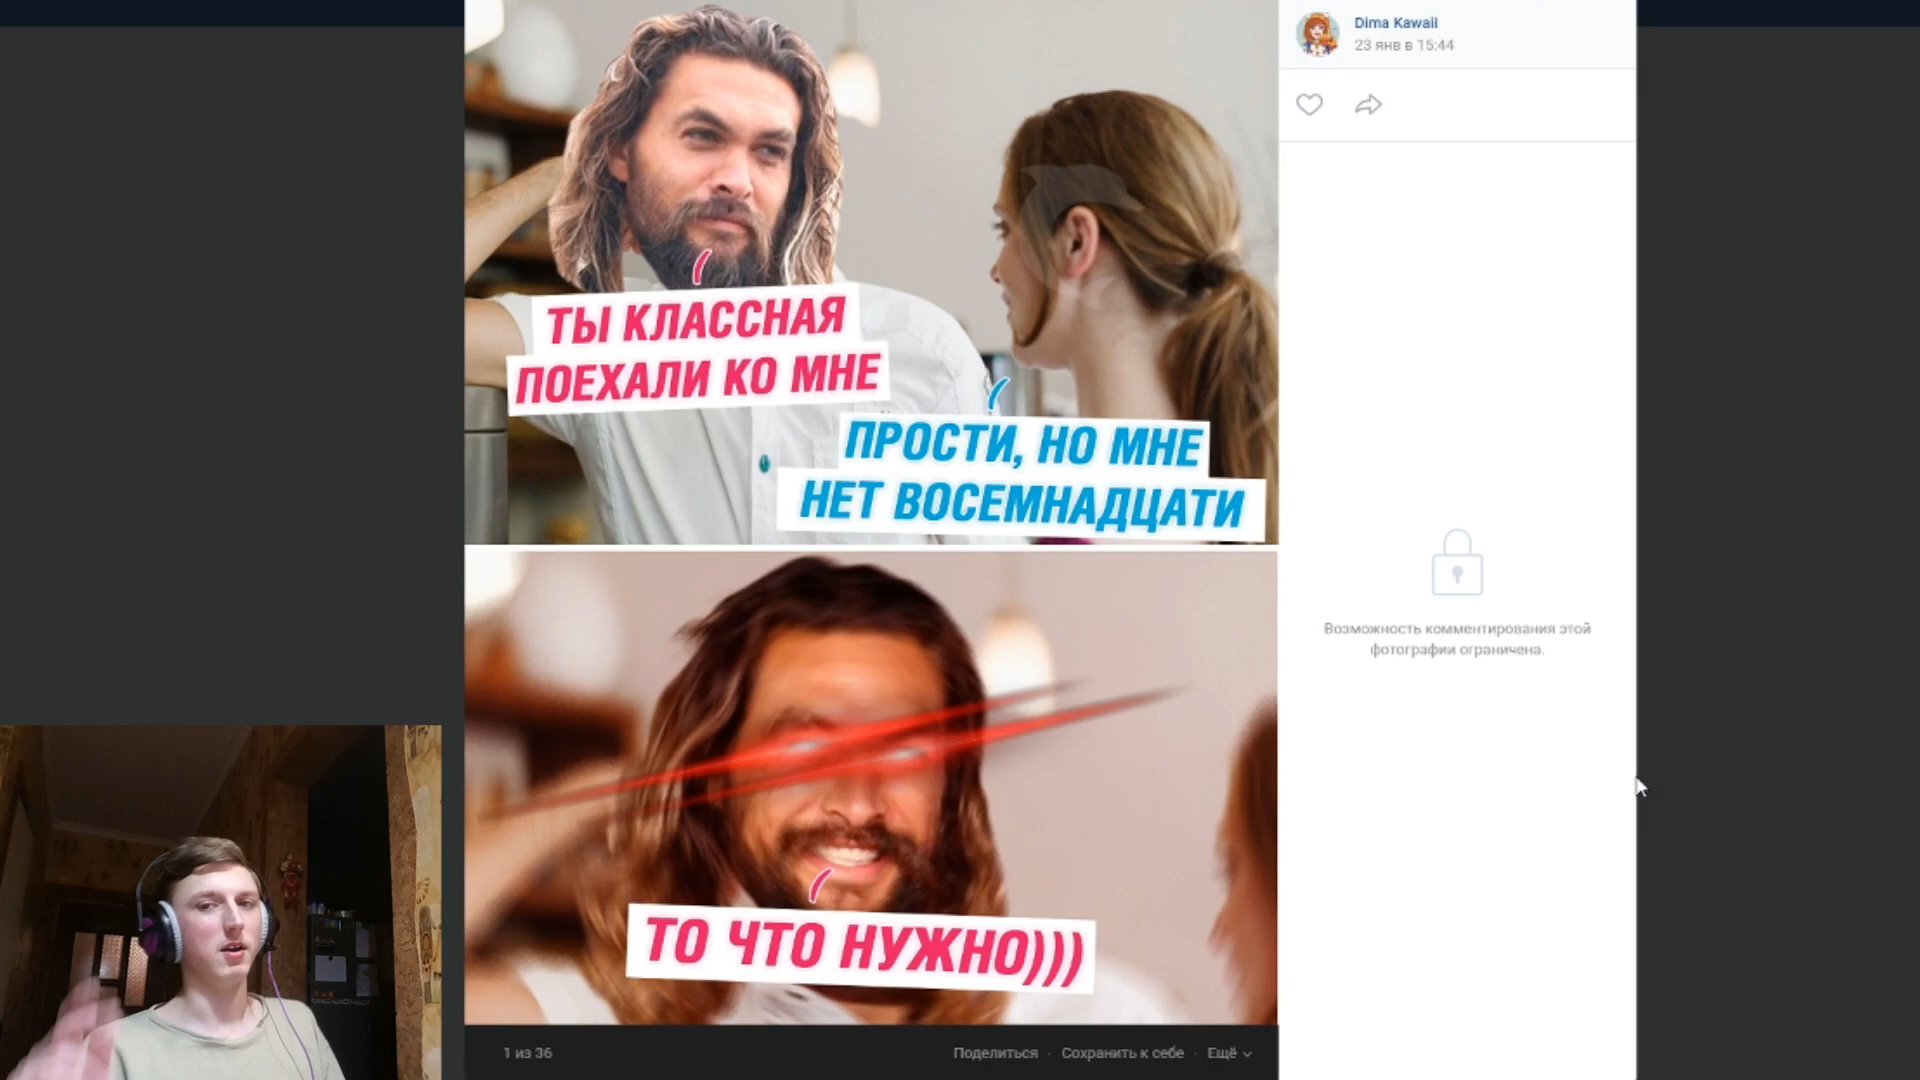 ТЫ КЛАССНАЯ
ПОЕХАЛИ КО МНЕ
ПРОСТИ, НО МНЕ
НЕТ ВОСЕМНАДЦАТИ
ТО ЧТО НУЖНО)))
1 из 36
Поделиться · Сохранить к себе · Ещё
Dima Kawaii
23 янв в 15:44
Возможность комментирования этой
фотографии ограничена.